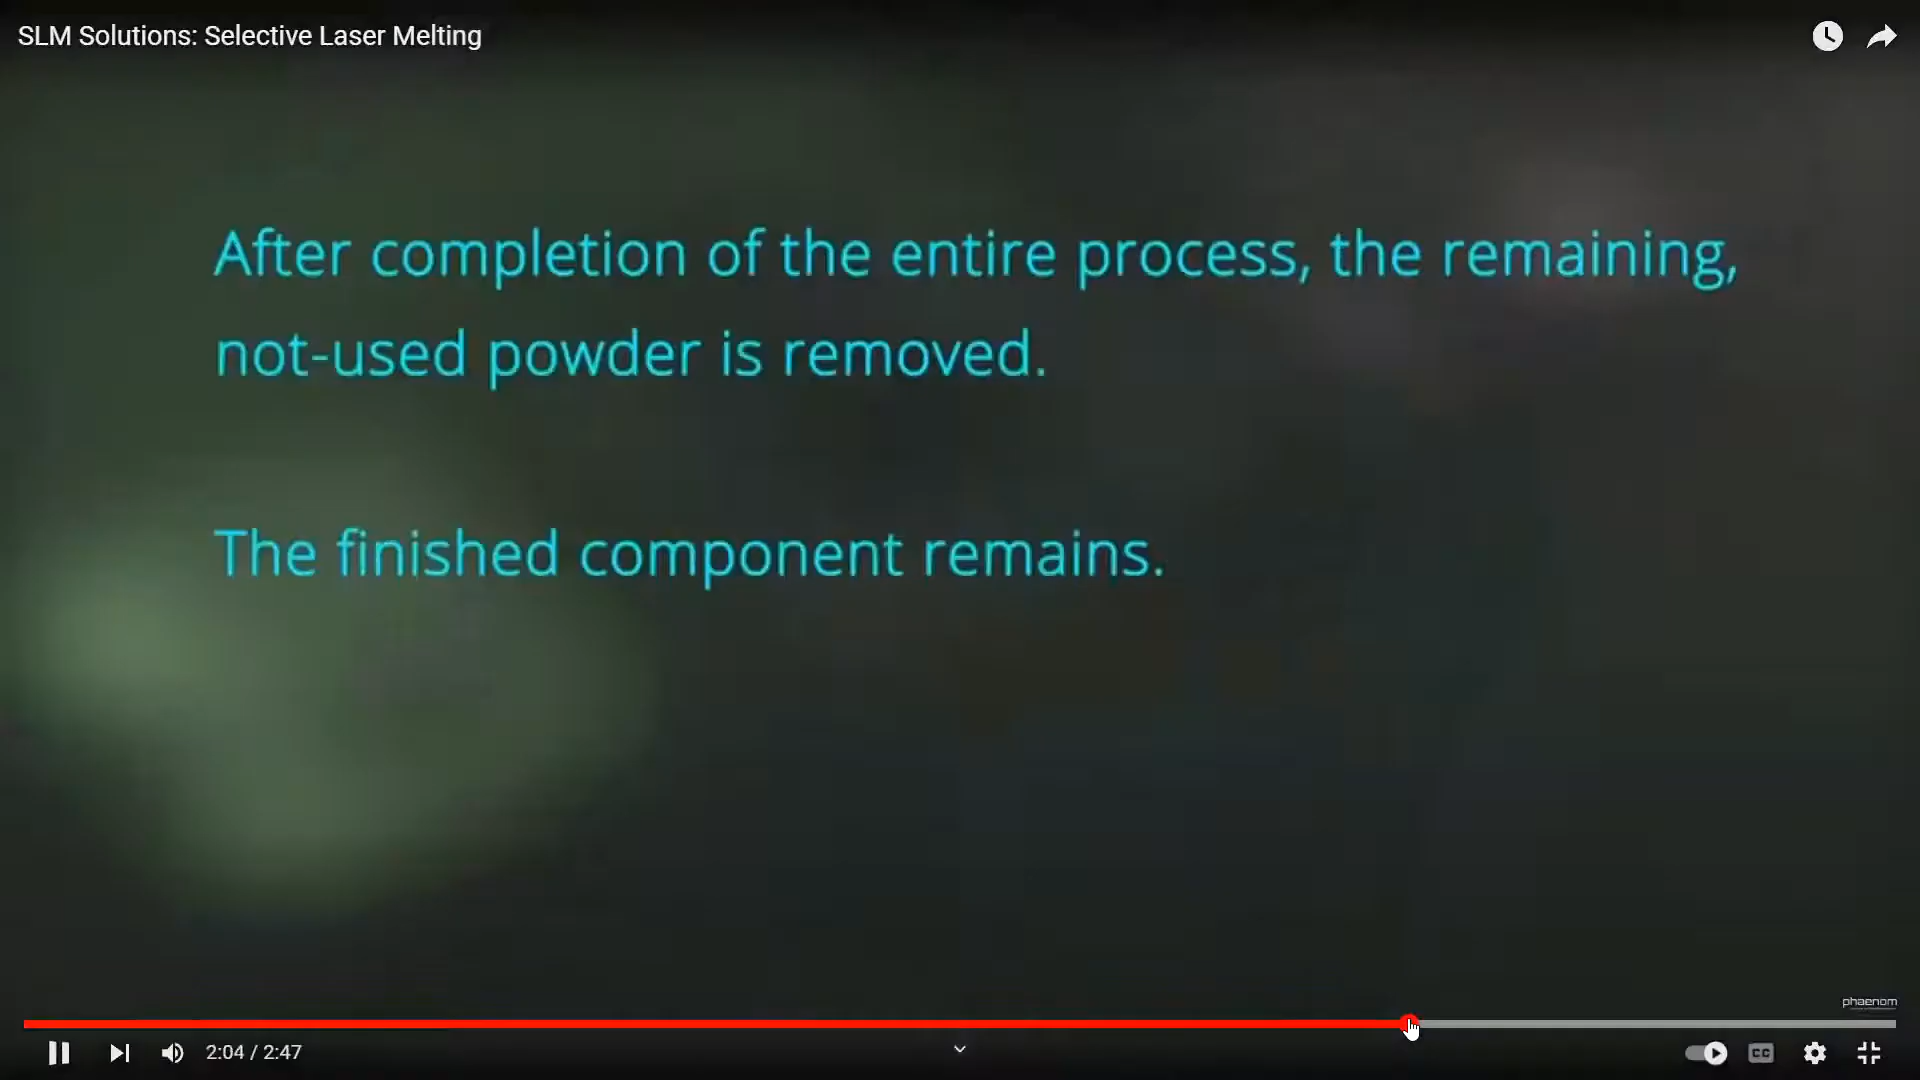 SLM Solutions: Selective Laser Melting
After completion of the entire process, the remaining,
not-used powder is removed.
The finished component remains.
phaenom
2:04 / 2:47
CC